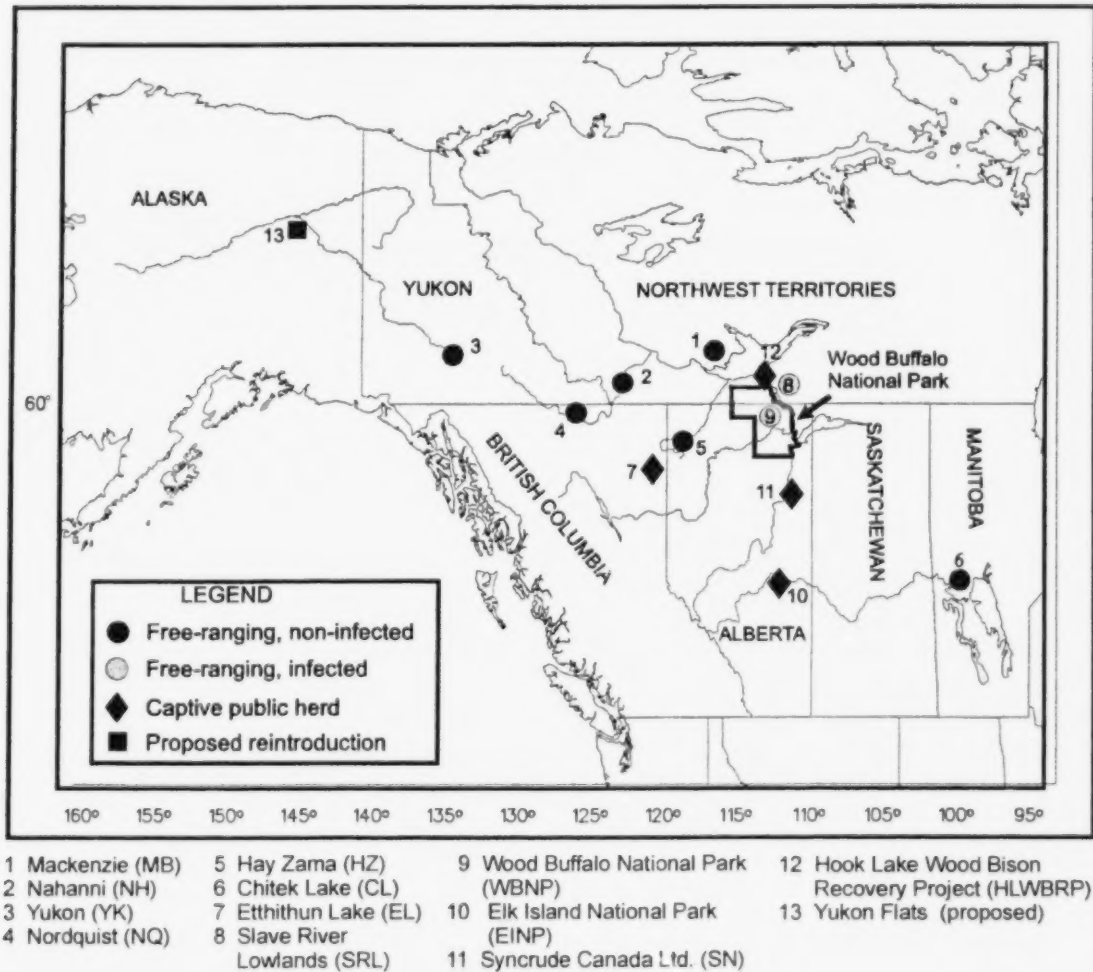 ALASKA
13
YUKON
3
NORTHWEST TERRITORIES
1
12
2
8
Wood Buffalo
National Park
60°
4
9
5
7
BRITISH COLUMBIA
11
SASKATCHEWAN
MANITOBA
6
10
ALBERTA
LEGEND
Free-ranging, non-infected
Free-ranging, infected
Captive public herd
Proposed reintroduction
160° 155° 150° 145° 140° 135° 130° 125° 120° 115° 110° 105° 100° 95°
1 Mackenzie (MB)
2 Nahanni (NH)
3 Yukon (YK)
4 Nordquist (NQ)
5 Hay Zama (HZ)
6 Chitek Lake (CL)
7 Etthithun Lake (EL)
8 Slave River
Lowlands (SRL)
9 Wood Buffalo National Park
(WBNP)
10 Elk Island National Park
(EINP)
11 Syncrude Canada Ltd. (SN)
12 Hook Lake Wood Bison
Recovery Project (HLWBRP)
13 Yukon Flats (proposed)